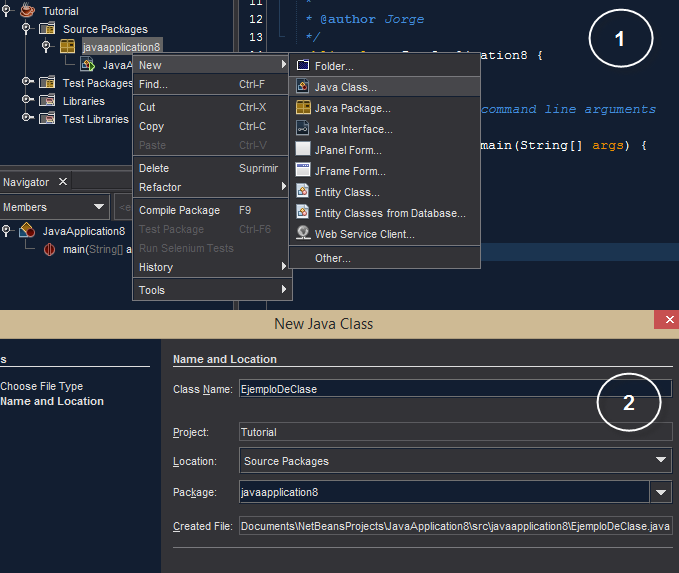 Tutorial
Source Packages
javaapplication8
JavaA
Test Packages
Libraries
Test Libraries
11 *
12 * @author Jorge
13 */
14 Application8 {
command line arguments
main(String[] args) {
1
New
Find... Ctrl-F
Cut Ctrl-X
Copy Ctrl-C
Paste Ctrl-V
Delete Suprimir
Refactor
Compile Package F9
Test Package Ctrl-F6
Run Selenium Tests
History
Tools
Folder...
Java Class...
Java Package...
Java Interface...
JPanel Form...
JFrame Form...
Entity Class...
Entity Classes from Database...
Web Service Client...
Other...
Navigator X
Members
JavaApplication8
main(String[] a
New Java Class
s
Choose File Type
Name and Location
Name and Location
Class Name: EjemploDeClase
2
Project: Tutorial
Location: Source Packages
Package: javaapplication8
Created File: Documents\NetBeansProjects\JavaApplication8\src\javaapplication8\EjemploDeClase.java